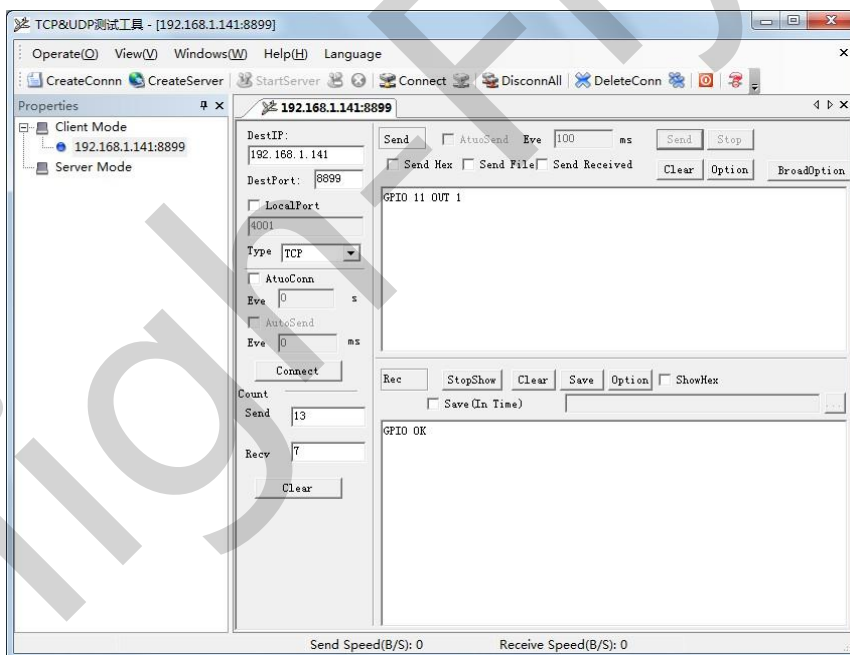 TCP&UDP测试工具 - [192.168.1.141:8899]
Operate(O) View(V) Windows(W) Help(H) Language
CreateConnn CreateServer StartServer Connect DisconnAll DeleteConn
Properties
192.168.1.141:8899
Client Mode
192.168.1.141:8899
Server Mode
DestIP:
192.168.1.141
DestPort: 8899
LocalPort
4001
Type TCP
AtuoConn
Eve 0 s
AutoSend
Eve 0 ms
Connect
Count
Send 13
Recv 7
Clear
Send AtuoSend Eve 100 ms Send Stop
Send Hex Send File Send Received Clear Option BroadOption
GPIO 11 OUT 1
Rec StopShow Clear Save Option ShowHex
Save(In Time) ...
GPIO OK
Send Speed(B/S): 0 Receive Speed(B/S): 0